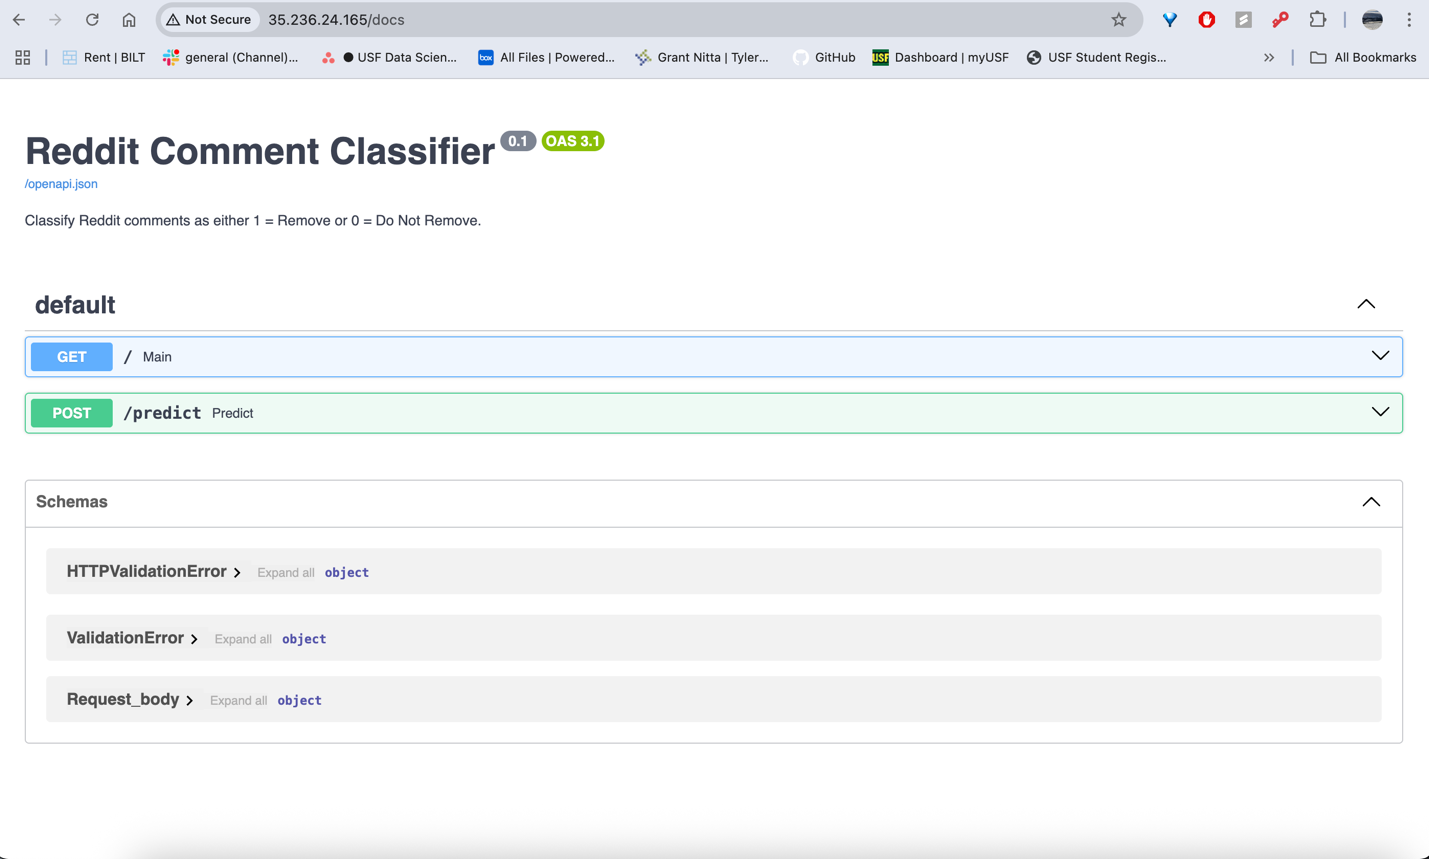 Not Secure 35.236.24.165/docs
Rent | BILT general (Channel)... USF Data Scien... box All Files | Powered... Grant Nitta | Tyler... GitHub USF Dashboard | myUSF USF Student Regis... » All Bookmarks
Reddit Comment Classifier 0.1 OAS 3.1
/openapi.json
Classify Reddit comments as either 1 = Remove or 0 = Do Not Remove.
default
GET / Main
POST /predict Predict
Schemas
HTTPValidationError Expand all object
ValidationError Expand all object
Request_body Expand all object